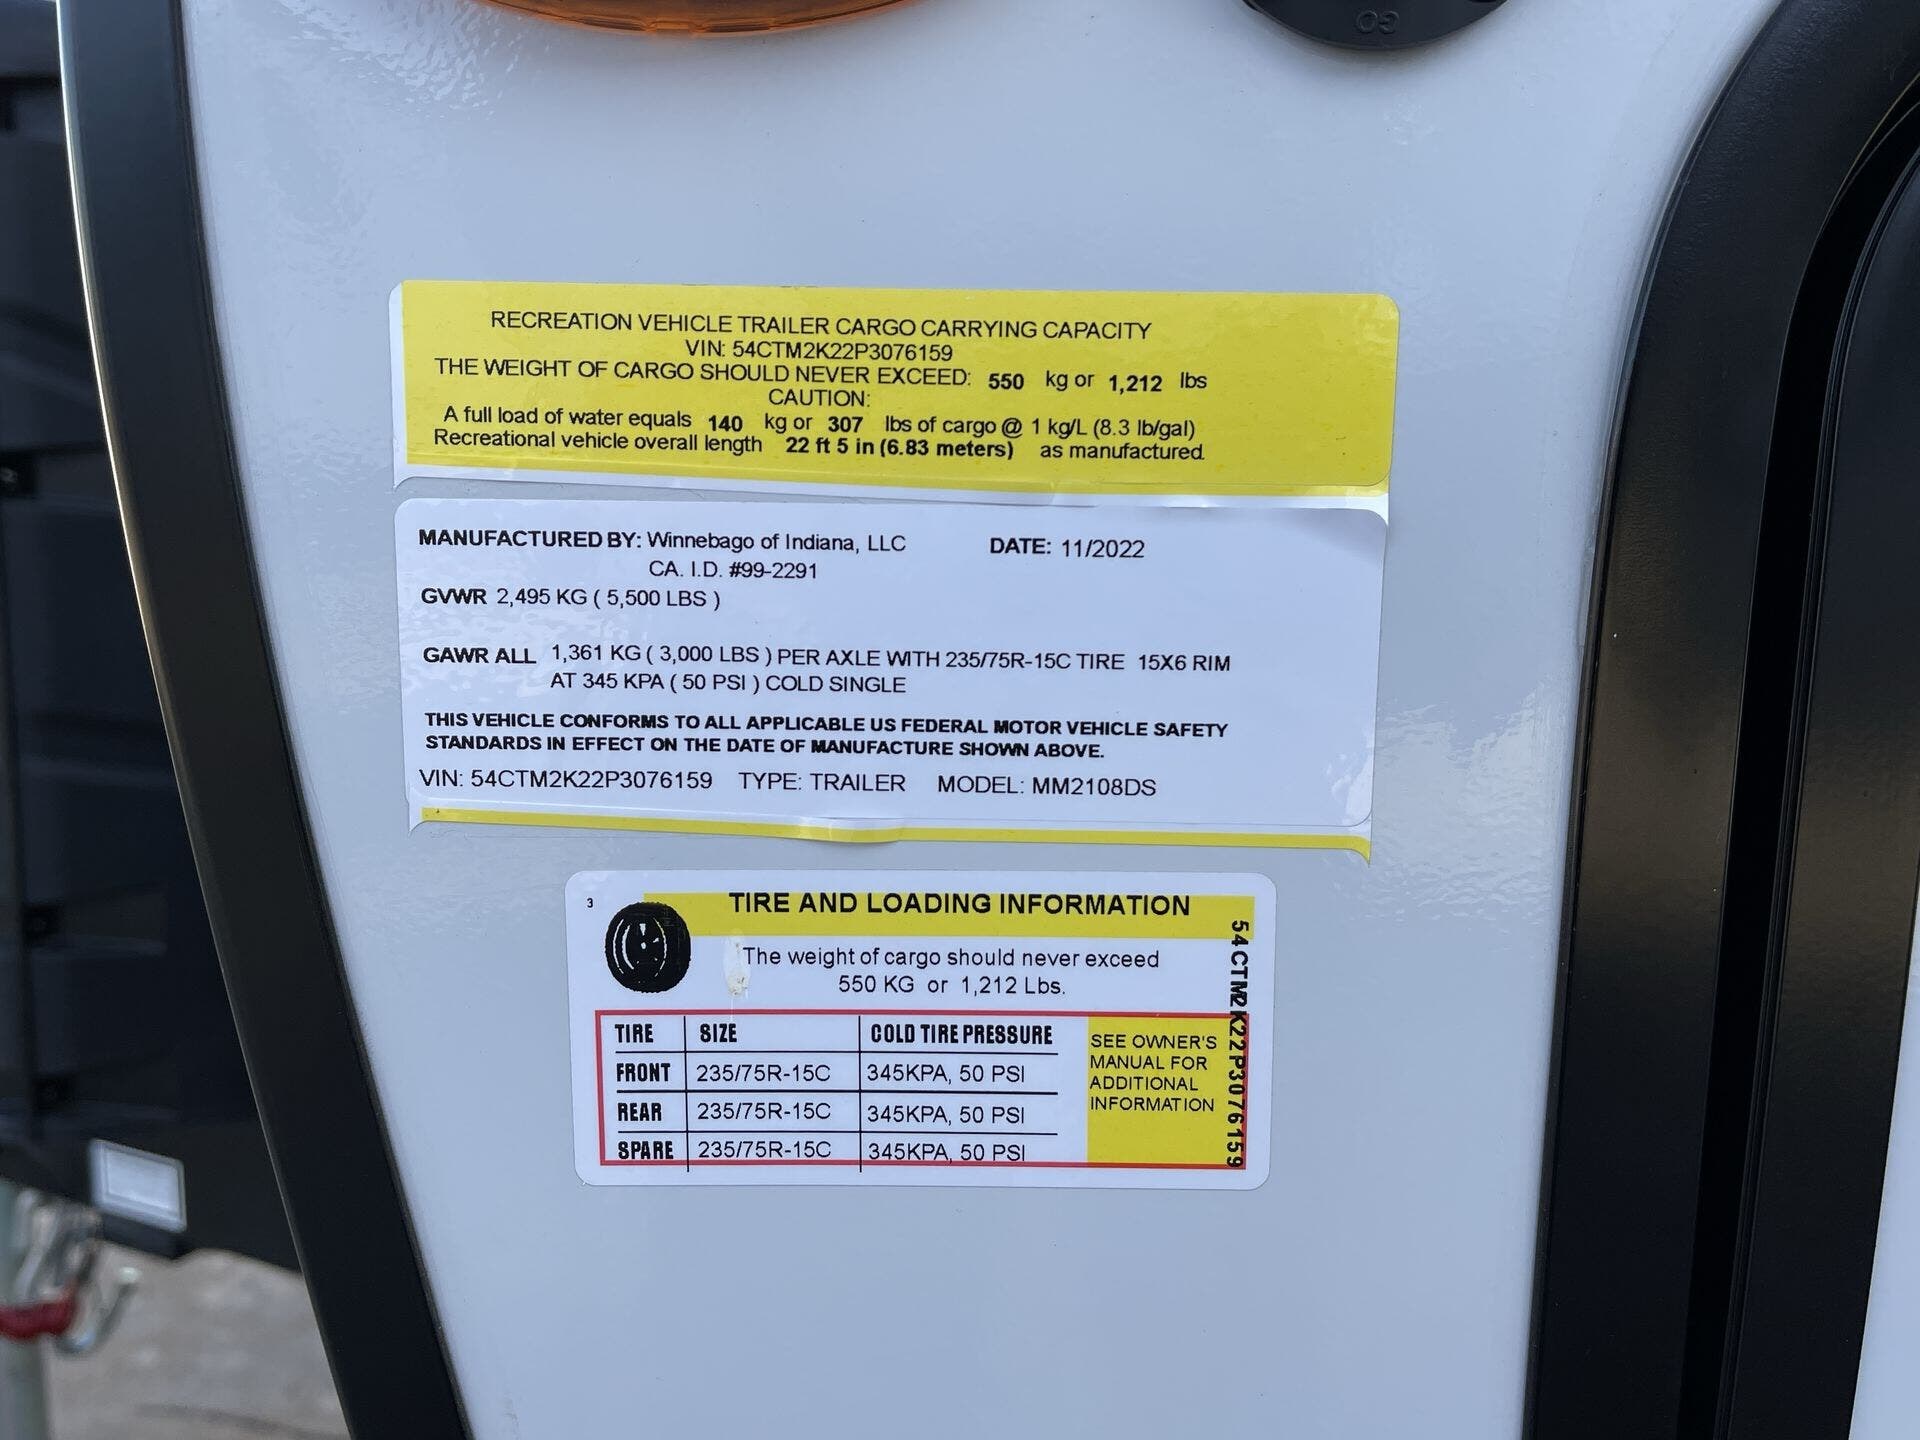 GO
RECREATION VEHICLE TRAILER CARGO CARRYING CAPACITY
VIN: 54CTM2K22P3076159
THE WEIGHT OF CARGO SHOULD NEVER EXCEED: 550 kg or 1,212 lbs
CAUTION:
A full load of water equals 140 kg or 307 lbs of cargo @ 1 kg/L (8.3 lb/gal)
Recreational vehicle overall length 22 ft 5 in (6.83 meters) as manufactured.
MANUFACTURED BY: Winnebago of Indiana, LLC DATE: 11/2022
CA. I.D. #99-2291
GVWR 2,495 KG ( 5,500 LBS )
GAWR ALL 1,361 KG ( 3,000 LBS ) PER AXLE WITH 235/75R-15C TIRE 15X6 RIM
AT 345 KPA ( 50 PSI ) COLD SINGLE
THIS VEHICLE CONFORMS TO ALL APPLICABLE US FEDERAL MOTOR VEHICLE SAFETY
STANDARDS IN EFFECT ON THE DATE OF MANUFACTURE SHOWN ABOVE.
VIN: 54CTM2K22P3076159 TYPE: TRAILER MODEL: MM2108DS
3
TIRE AND LOADING INFORMATION
The weight of cargo should never exceed
550 KG or 1,212 Lbs.
TIRE SIZE COLD TIRE PRESSURE
FRONT 235/75R-15C 345KPA, 50 PSI
REAR 235/75R-15C 345KPA, 50 PSI
SPARE 235/75R-15C 345KPA, 50 PSI
SEE OWNER'S
MANUAL FOR
ADDITIONAL
INFORMATION
54CTM2K22P3076159